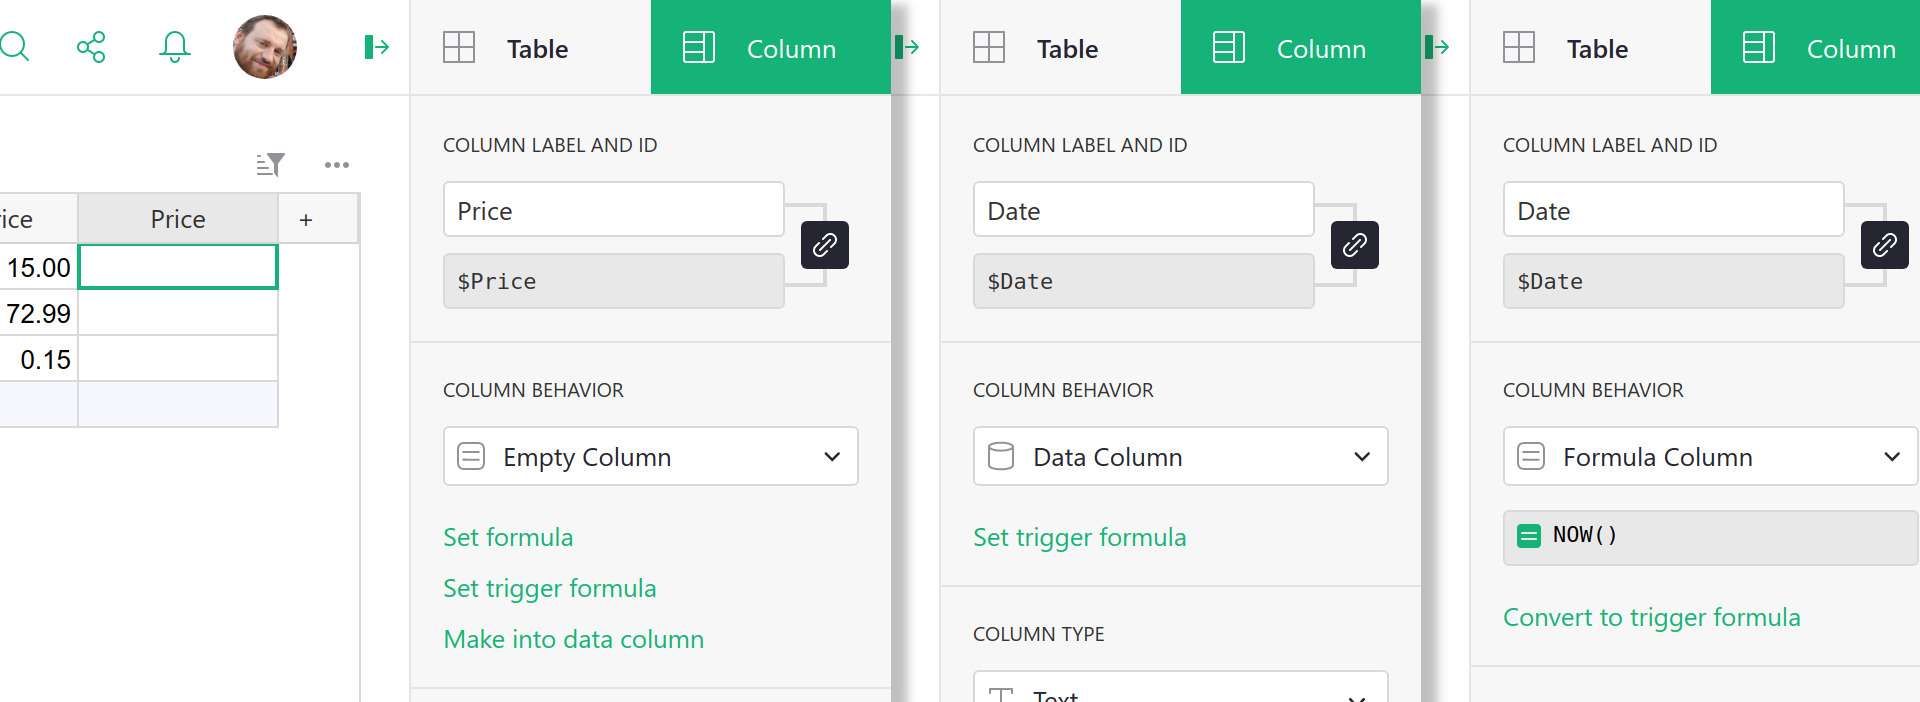 ice
Price
+
15.00
72.99
0.15
Table
Column
COLUMN LABEL AND ID
Price
$Price
COLUMN BEHAVIOR
Empty Column
Set formula
Set trigger formula
Make into data column
Table
Column
COLUMN LABEL AND ID
Date
$Date
COLUMN BEHAVIOR
Data Column
Set trigger formula
COLUMN TYPE
Text
Table
Column
COLUMN LABEL AND ID
Date
$Date
COLUMN BEHAVIOR
Formula Column
NOW()
Convert to trigger formula